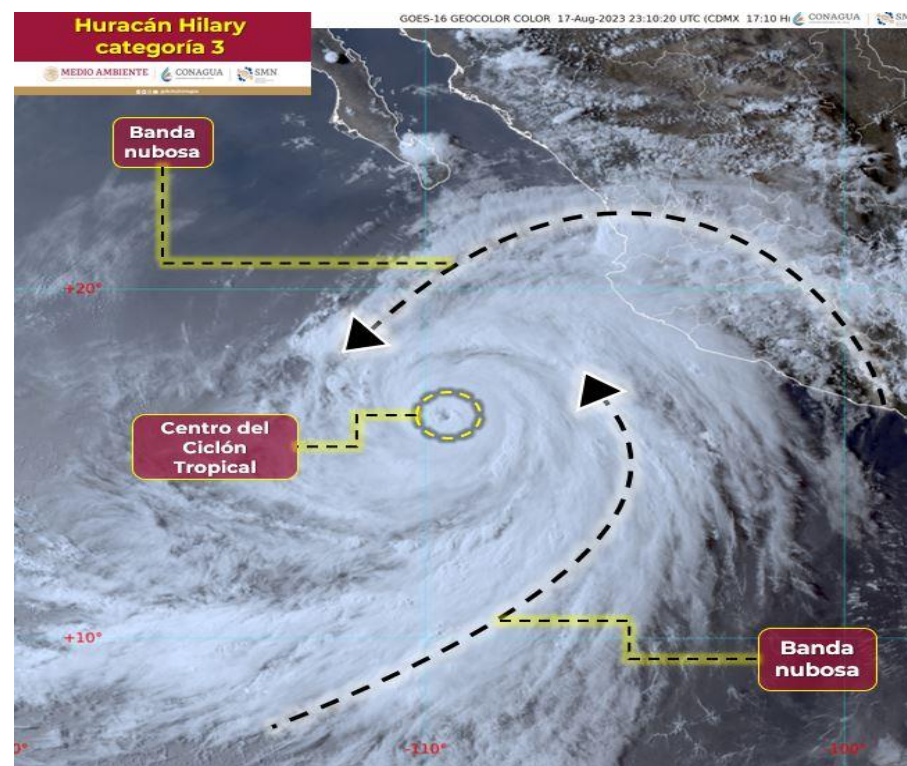 Huracán Hilary
categoría 3
GOES-16 GEOCOLOR COLOR 17-Aug-2023 23:10:20 UTC (CDMX 17:10 H
CONAGUA
MEDIO AMBIENTE
CONAGUA
SMN
Banda
nubosa
+20°
Centro del
Ciclón
Tropical
+10°
Banda
nubosa
-110°
-100°